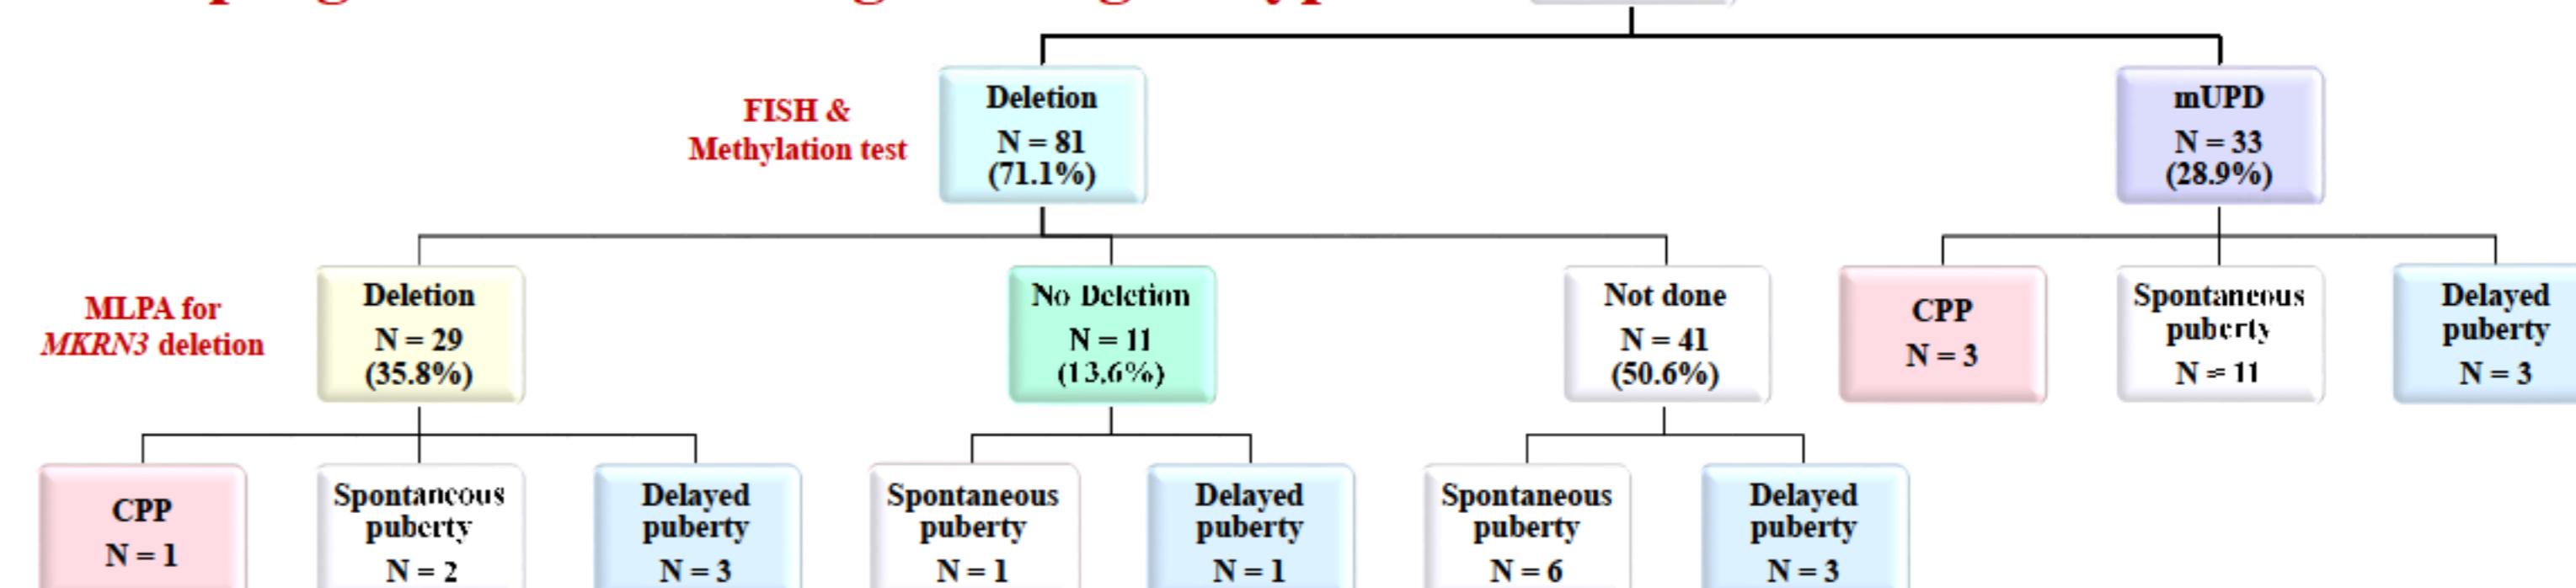 FISH &
Methylation test
Deletion
N = 81
(71.1%)
mUPD
N = 33
(28.9%)
MLPA for
MKRN3 deletion
Deletion
N = 29
(35.8%)
No Deletion
N = 11
(13.6%)
Not done
N = 41
(50.6%)
CPP
N = 3
Spontaneous
puberty
N = 11
Delayed
puberty
N = 3
CPP
N = 1
Spontaneous
puberty
N = 2
Delayed
puberty
N = 3
Spontaneous
puberty
N = 1
Delayed
puberty
N = 1
Spontaneous
puberty
N = 6
Delayed
puberty
N = 3